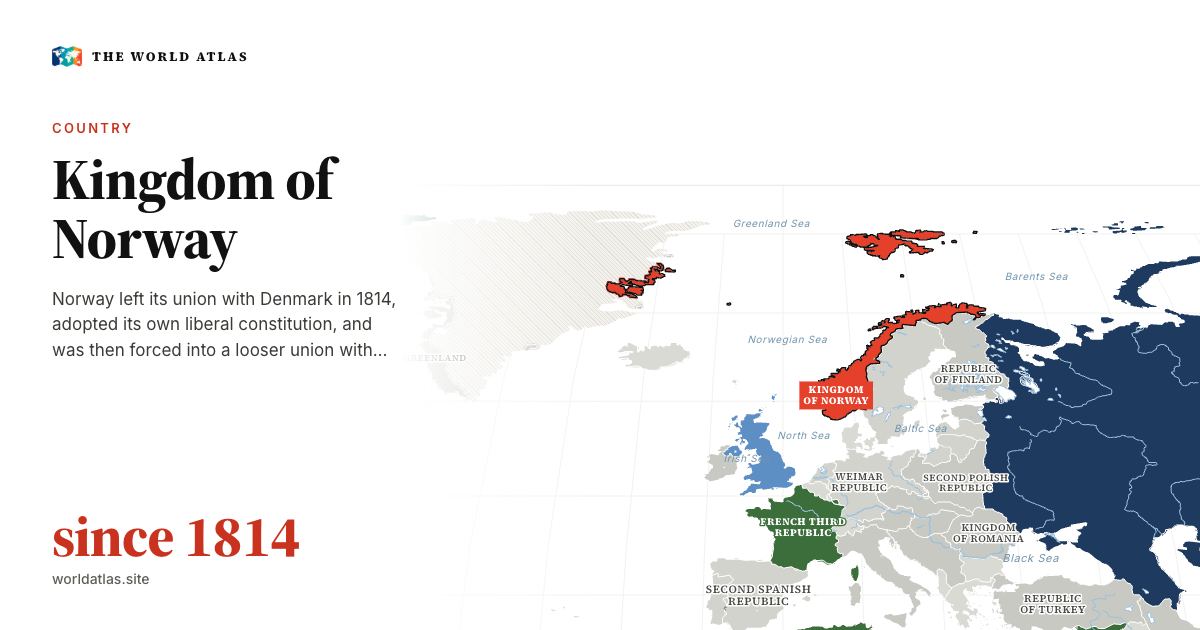 THE WORLD ATLAS
COUNTRY
Kingdom of
Norway
Norway left its union with Denmark in 1814,
adopted its own liberal constitution, and
was then forced into a looser union with...
since 1814
worldatlas.site
Greenland Sea
Barents Sea
Norwegian Sea
GREENLAND
REPUBLIC
OF FINLAND
KINGDOM
OF NORWAY
North Sea
Baltic Sea
Irish S
WEIMAR
REPUBLIC
SECOND POLISH
REPUBLIC
FRENCH THIRD
REPUBLIC
KINGDOM
OF ROMANIA
Black Sea
SECOND SPANISH
REPUBLIC
REPUBLIC
OF TURKEY